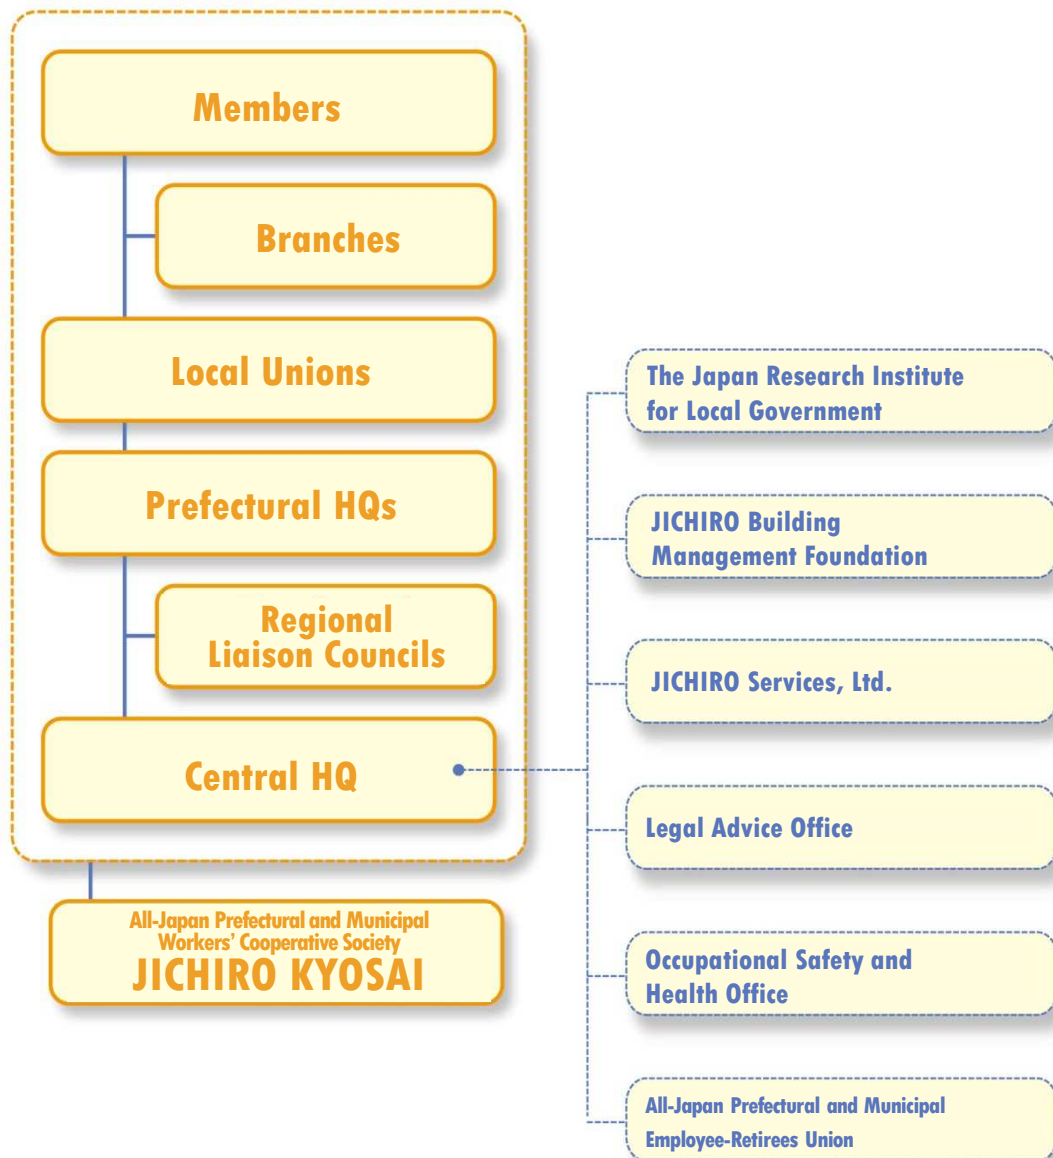 Members
Branches
Local Unions
Prefectural HQs
Regional
Liaison Councils
Central HQ
All-Japan Prefectural and Municipal
Workers' Cooperative Society
JICHIRO KYOSAI
The Japan Research Institute
for Local Government
JICHIRO Building
Management Foundation
JICHIRO Services, Ltd.
Legal Advice Office
Occupational Safety and
Health Office
All-Japan Prefectural and Municipal
Employee-Retirees Union